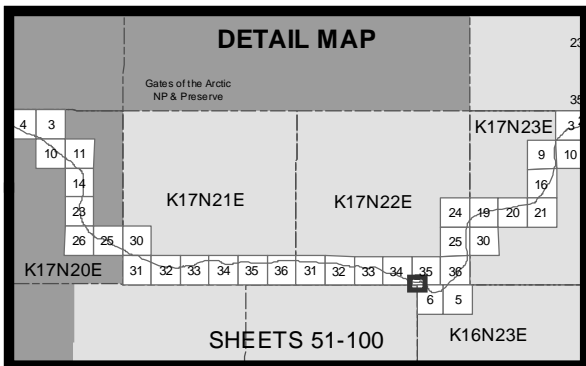 DETAIL MAP
23
Gates of the Arctic
NP & Preserve
35
4 3
K17N23E
3
10 11
9 10
14
16
K17N21E
K17N22E
23
24 19 20 21
26 25 30
25 30
K17N20E
31 32 33 34 35 36 31 32 33 34 35 36
6 5
SHEETS 51-100
K16N23E